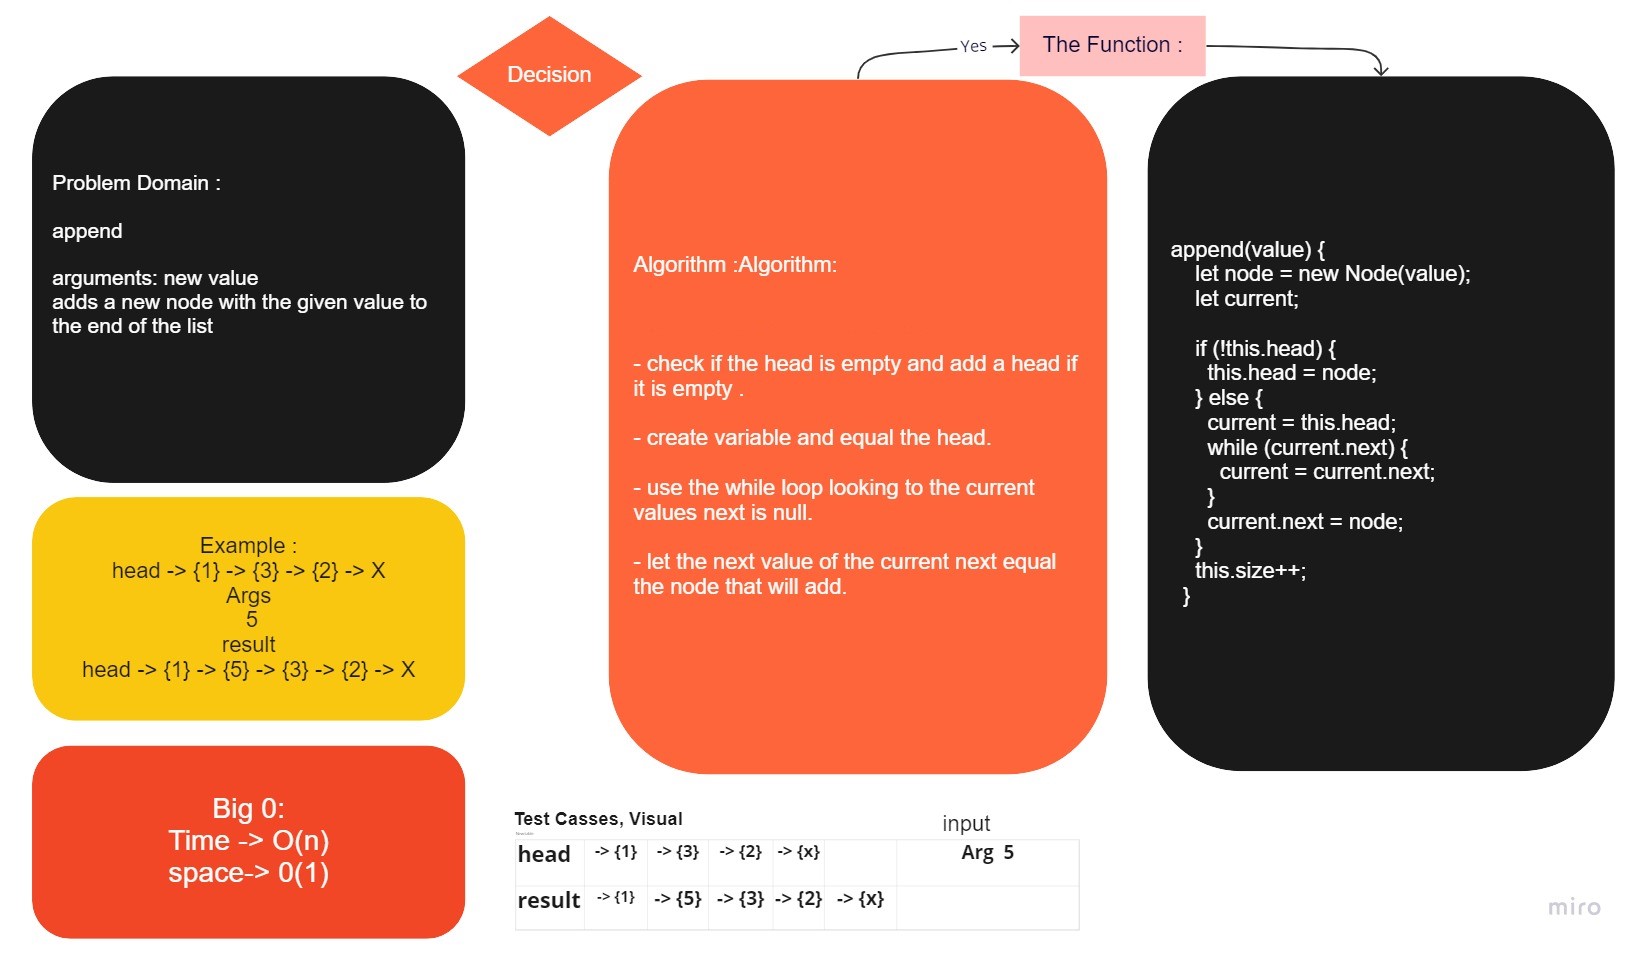 Decision
Yes
The Function :
Problem Domain :
append
arguments: new value
adds a new node with the given value to
the end of the list
Example :
head -> {1} -> {3} -> {2} -> X
Args
5
result
head -> {1} -> {5} -> {3} -> {2} -> X
Big 0:
Time -> O(n)
space-> 0(1)
Algorithm :Algorithm:
- check if the head is empty and add a head if
it is empty .
- create variable and equal the head.
- use the while loop looking to the current
values next is null.
- let the next value of the current next equal
the node that will add.
append(value) {
let node = new Node(value);
let current;
if (!this.head) {
this.head = node;
} else {
current = this.head;
while (current.next) {
current = current.next;
}
current.next = node;
}
this.size++;
}
Test Casses, Visual
input
head -> {1} -> {3} -> {2} -> {x} Arg 5
result -> {1} -> {5} -> {3} -> {2} -> {x}
miro